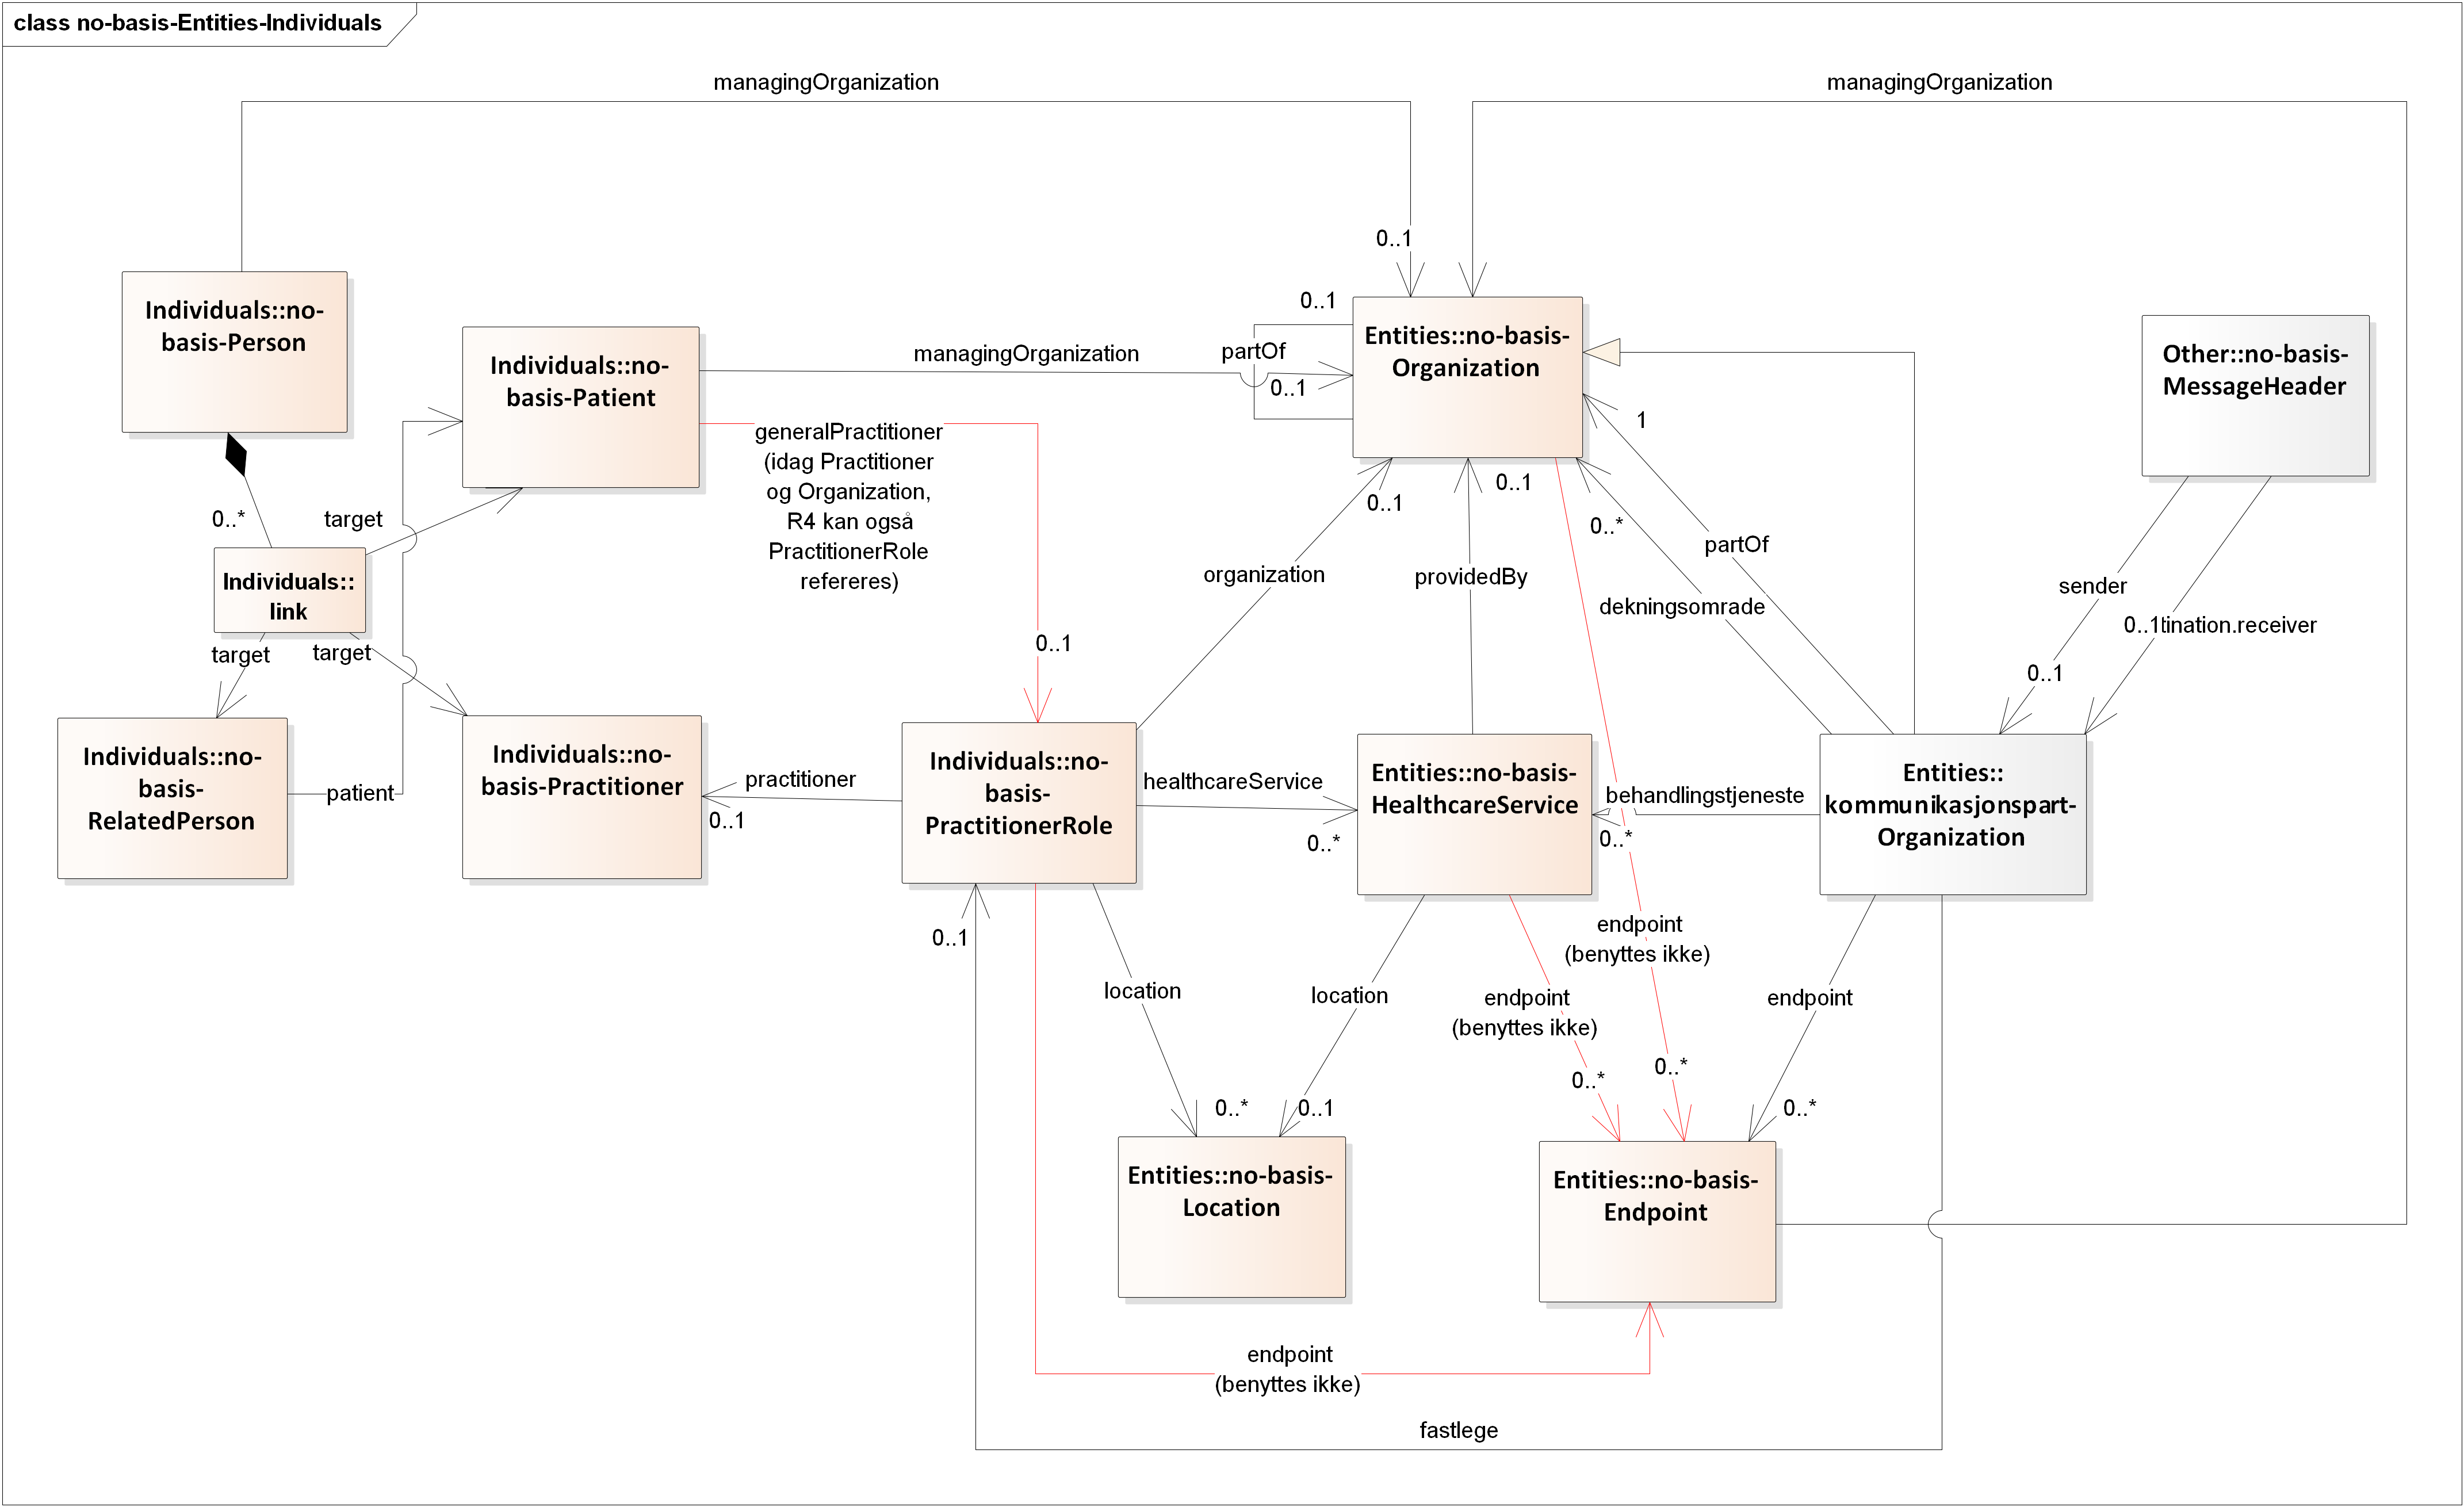 class no-basis-Entities-Individuals
managingOrganization
managingOrganization
0..1
Individuals::no-
basis-Person
0..1
Entities::no-basis-
Organization
Individuals::no-
basis-Patient
managingOrganization
partOf
0..1
Other::no-basis-
MessageHeader
1
generalPractitioner
(idag Practitioner
og Organization,
R4 kan også
PractitionerRole
refereres)
0..1
0..1
0..1
0..*
target
0..*
Individuals::
link
partOf
organization
providedBy
dekningsomrade
sender
0..1
tination.receiver
target
target
0..1
Individuals::no-
basis-
RelatedPerson
patient
Individuals::no-
basis-Practitioner
practitioner
0..1
Individuals::no-
basis-
PractitionerRole
healthcareService
0..*
Entities::no-basis-
HealthcareService
behandlingstjeneste
0..*
Entities::
kommunikasjonspart-
Organization
0..1
endpoint
(benyttes ikke)
location
location
endpoint
(benyttes ikke)
endpoint
0..*
0..*
0..*
0..1
0..*
Entities::no-basis-
Location
Entities::no-basis-
Endpoint
endpoint
(benyttes ikke)
fastlege